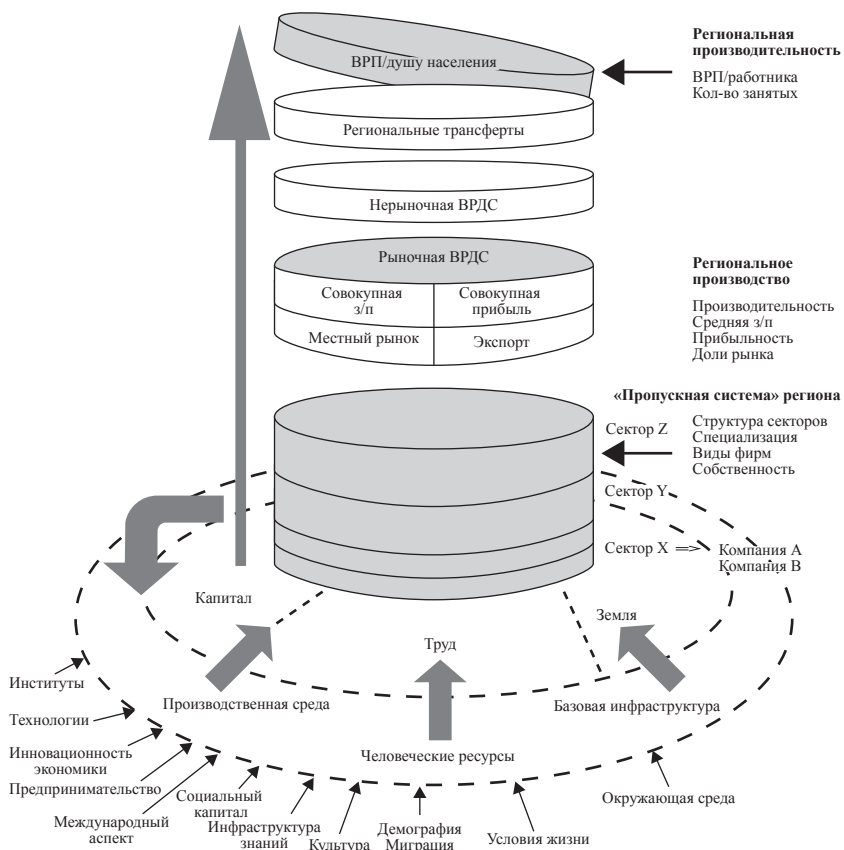 Региональная
производительность
ВРП/душу населения
ВРП/работника
Кол-во занятых
Региональные трансферты
Нерыночная ВРДС
Рыночная ВРДС
Совокупная
з/п
Совокупная
прибыль
Местный рынок
Экспорт
Региональное
производство
Производительность
Средняя з/п
Прибыльность
Доли рынка
«Пропускная система» региона
Структура секторов
Специализация
Виды фирм
Собственность
Сектор Z
Сектор Y
Сектор X =>
Компания А
Компания В
Капитал
Труд
Земля
Институты
Производственная среда
Базовая инфраструктура
Технологии
Инновационность
экономики
Человеческие ресурсы
Предпринимательство
Международный
аспект
Социальный
капитал
Инфраструктура
знаний
Культура
Демография
Миграция
Условия жизни
Окружающая среда